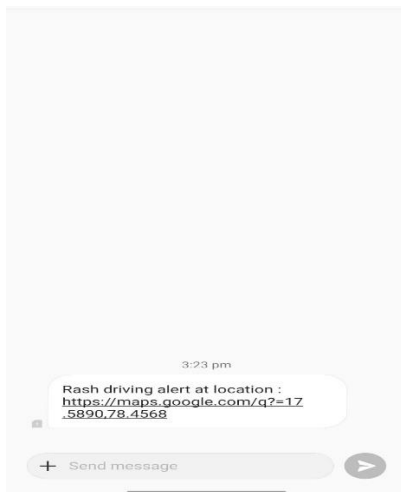 3:23 pm
Rash driving alert at location :
https://maps.google.com/q?=17
.5890,78.4568
Send message